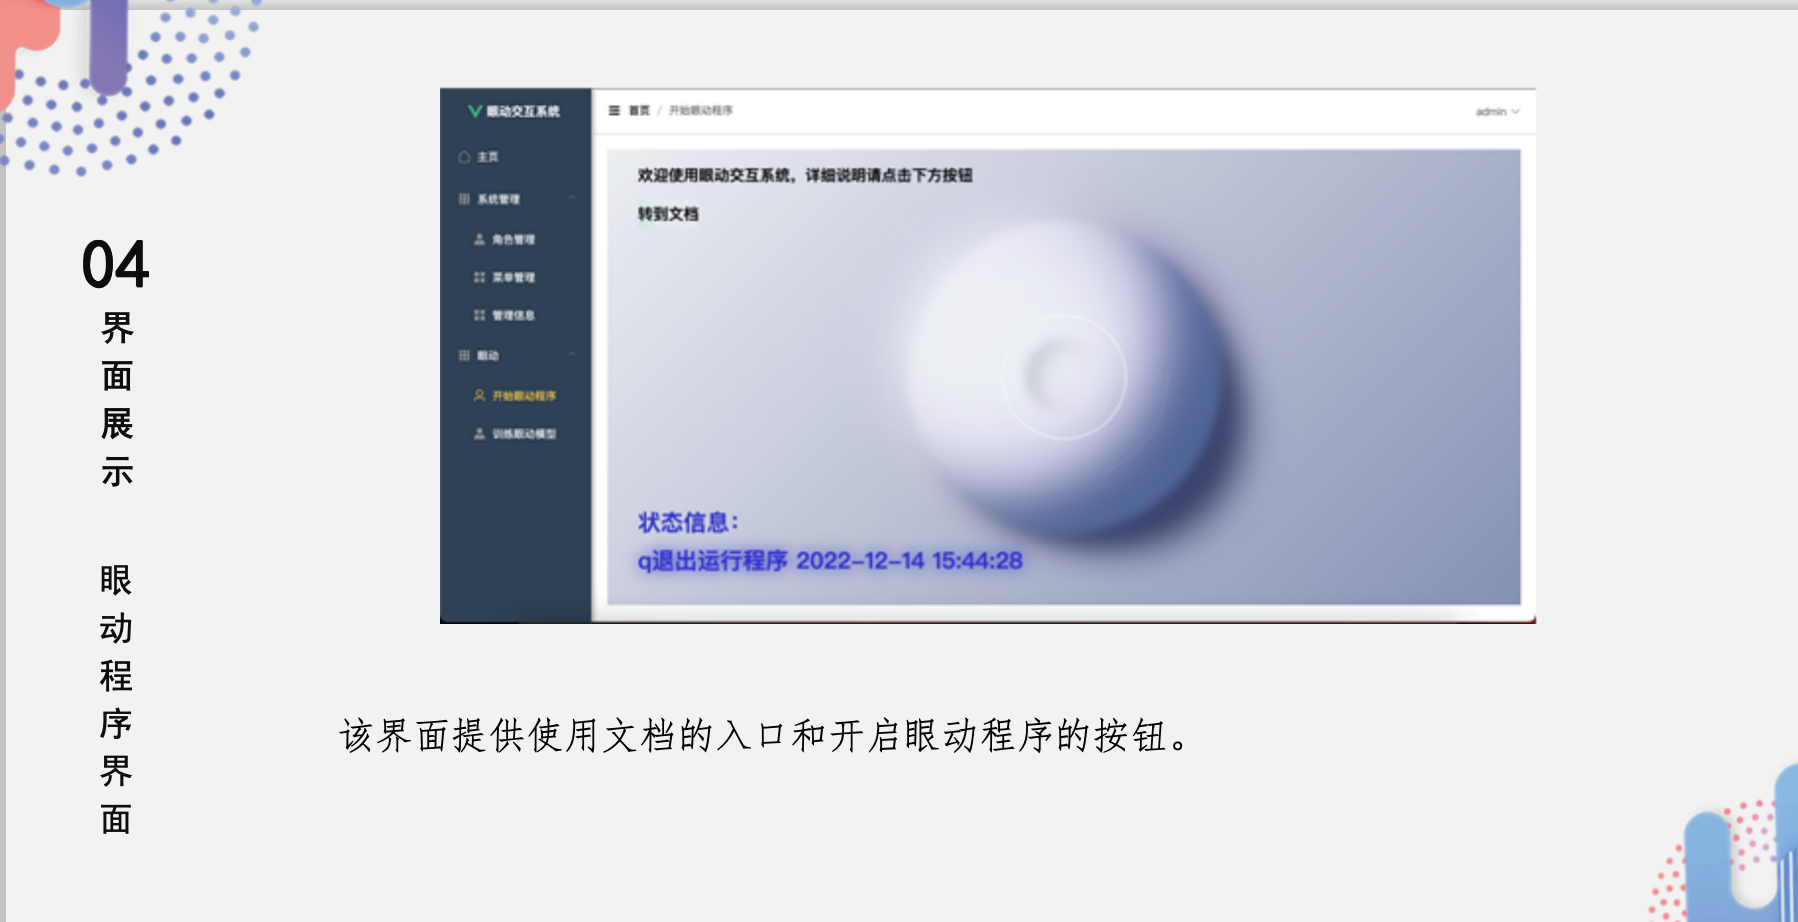 04
界面展示
眼动程序界面
眼动交互系统
首页 / 开始眼动程序
admin
主页
系统管理
角色管理
菜单管理
管理信息
眼动
开始眼动程序
训练眼动模型
欢迎使用眼动交互系统，详细说明请点击下方按钮
转到文档
状态信息：
q退出运行程序 2022-12-14 15:44:28
该界面提供使用文档的入口和开启眼动程序的按钮。